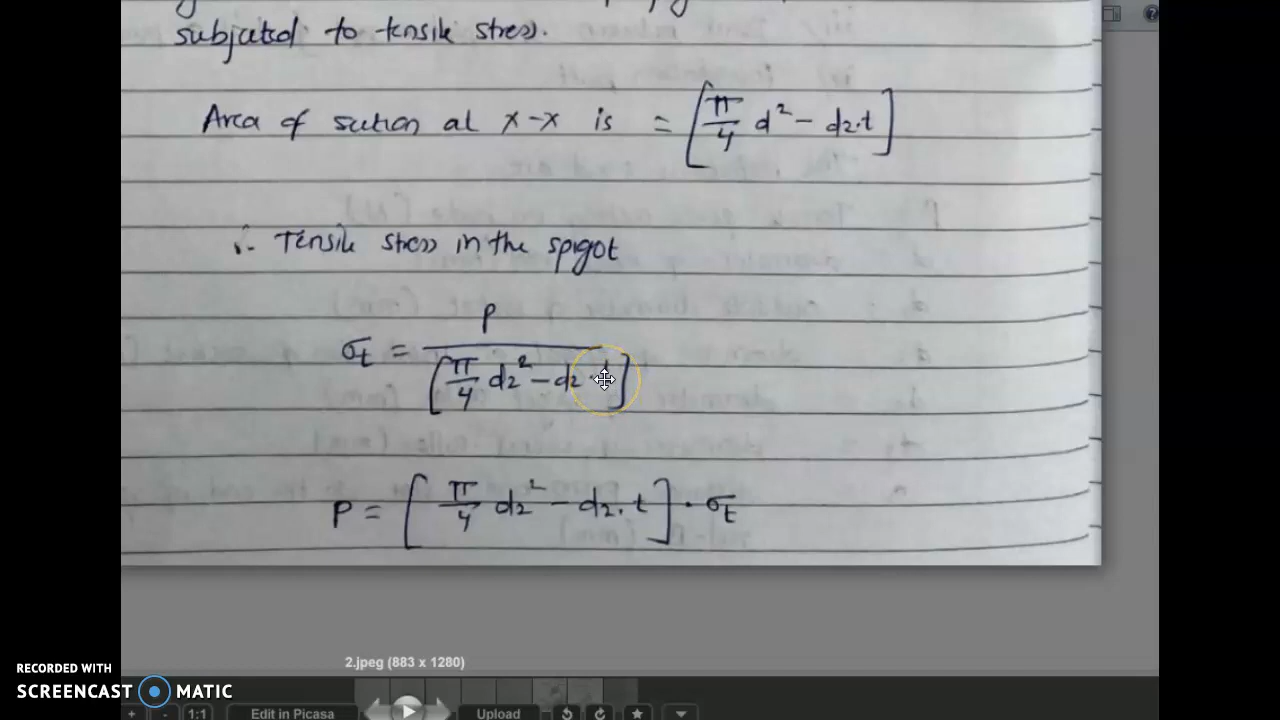 subjected to tensile stress.
Area of section at x-x is = [π/4 d² - d₂.t]
∴ Tensile stress in the spigot
σt = P / [π/4 d₂² - d₂ . t]
P = [π/4 d₂² - d₂. t] . σt
2.jpeg (883 x 1280)
RECORDED WITH
SCREENCAST MATIC
+ - 1:1 Edit in Picasa Upload